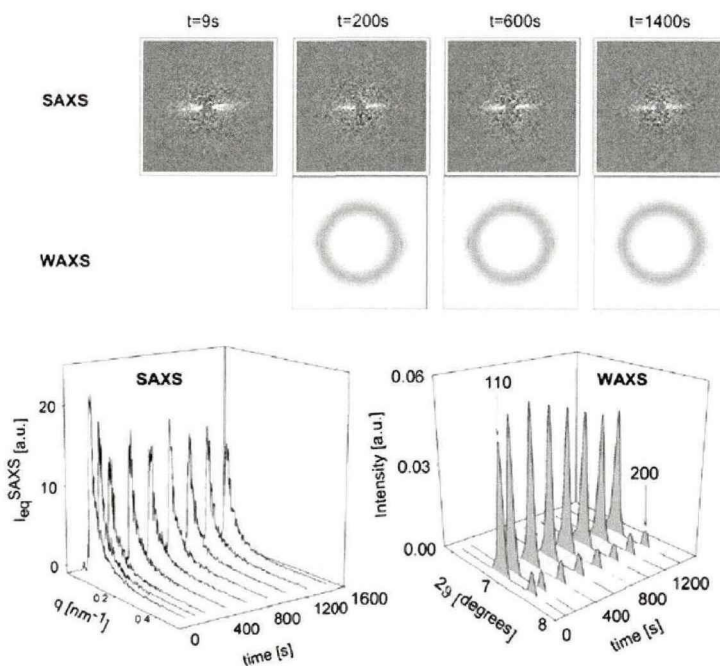 t=9s t=200s t=600s t=1400s
SAXS
WAXS
SAXS
20
10
0
I_eq^SAXS [a.u.]
0.2
0.4
q [nm⁻¹]
0
400
800
1200
1600
time [s]
WAXS
110
200
0.06
0.03
0.00
Intensity [a.u.]
7
8
2ϑ [degrees]
0
400
800
1200
time [s]